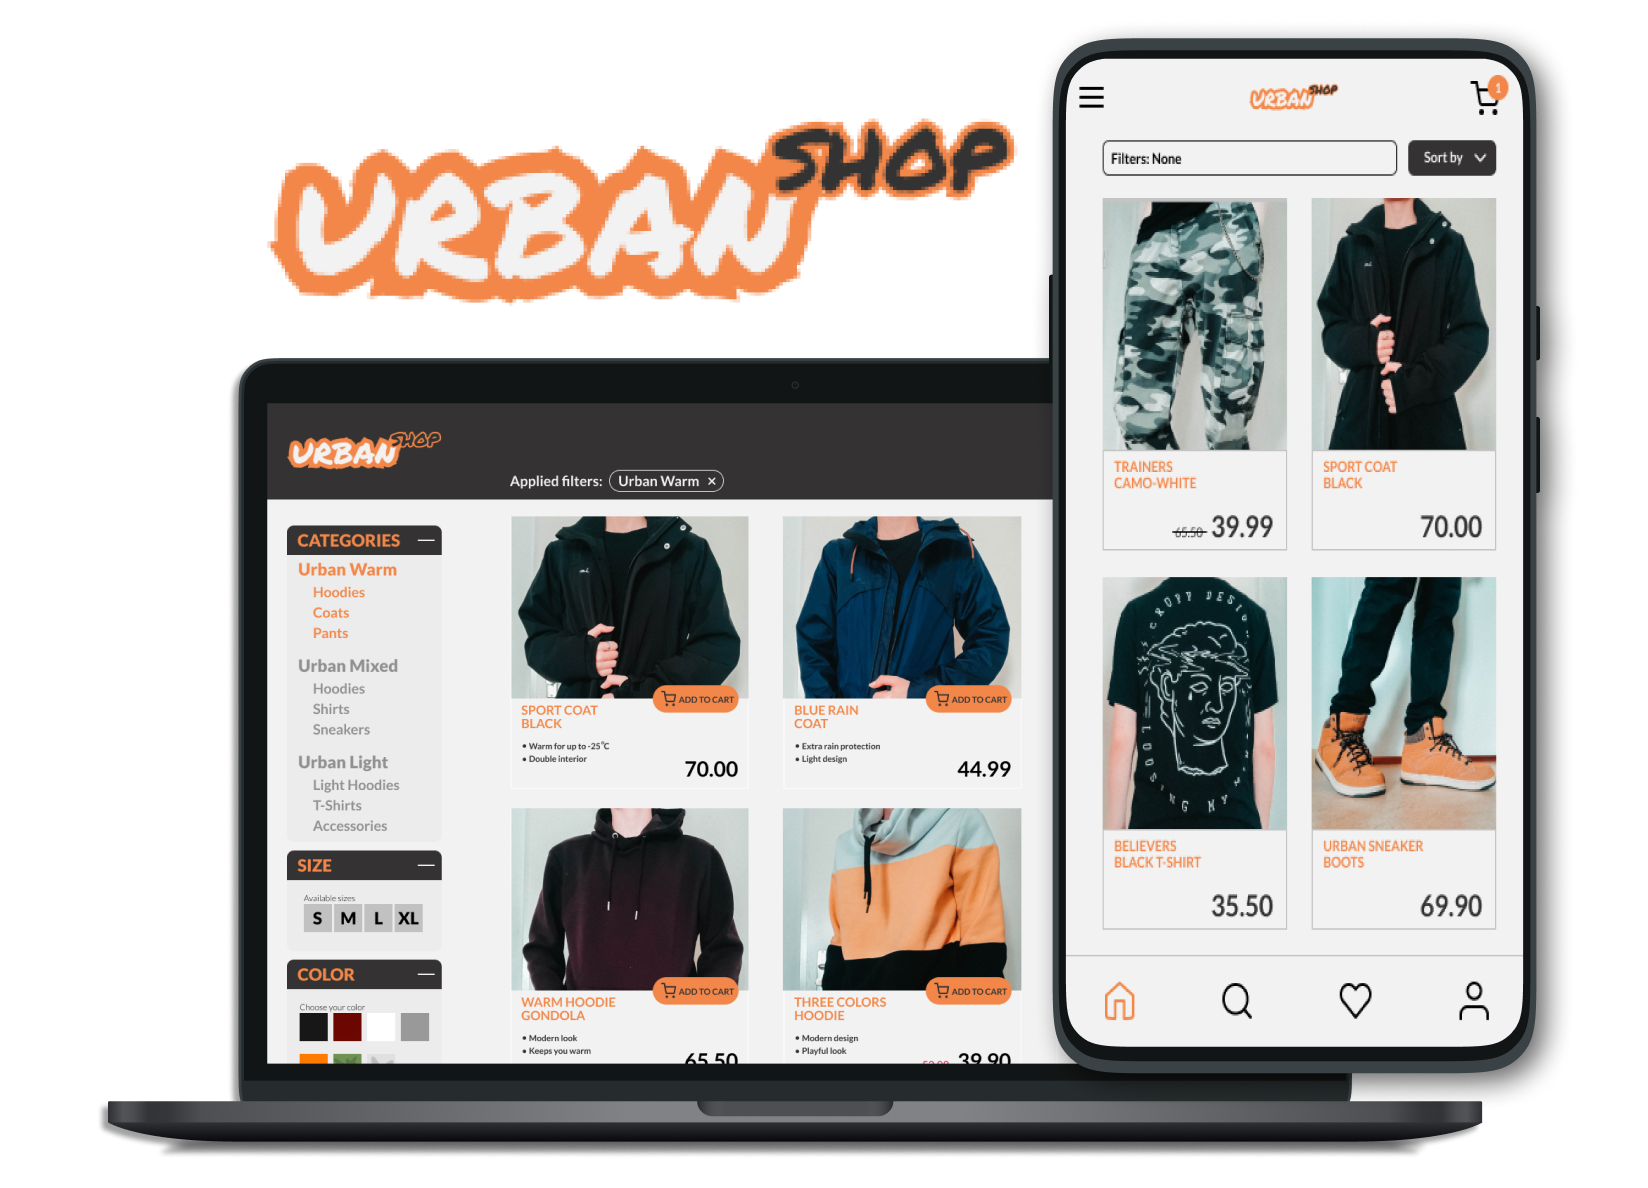 URBAN SHOP
URBAN SHOP
Applied filters: Urban Warm ×
CATEGORIES
Urban Warm
Hoodies
Coats
Pants
Urban Mixed
Hoodies
Shirts
Sneakers
Urban Light
Light Hoodies
T-Shirts
Accessories
SIZE
Available sizes
S M L XL
COLOR
Choose your color
ADD TO CART
SPORT COAT
BLACK
• Warm for up to -25°C
• Double interior
70.00
ADD TO CART
BLUE RAIN
COAT
• Extra rain protection
• Light design
44.99
ADD TO CART
WARM HOODIE
GONDOLA
• Modern look
• Keeps you warm
65.50
ADD TO CART
THREE COLORS
HOODIE
• Modern design
• Playful look
39.90
URBAN SHOP
1
Filters: None
Sort by
TRAINERS
CAMO-WHITE
65.50 39.99
SPORT COAT
BLACK
70.00
CROPP DESIG
LOOSING MY
BELIEVERS
BLACK T-SHIRT
35.50
URBAN SNEAKER
BOOTS
69.90